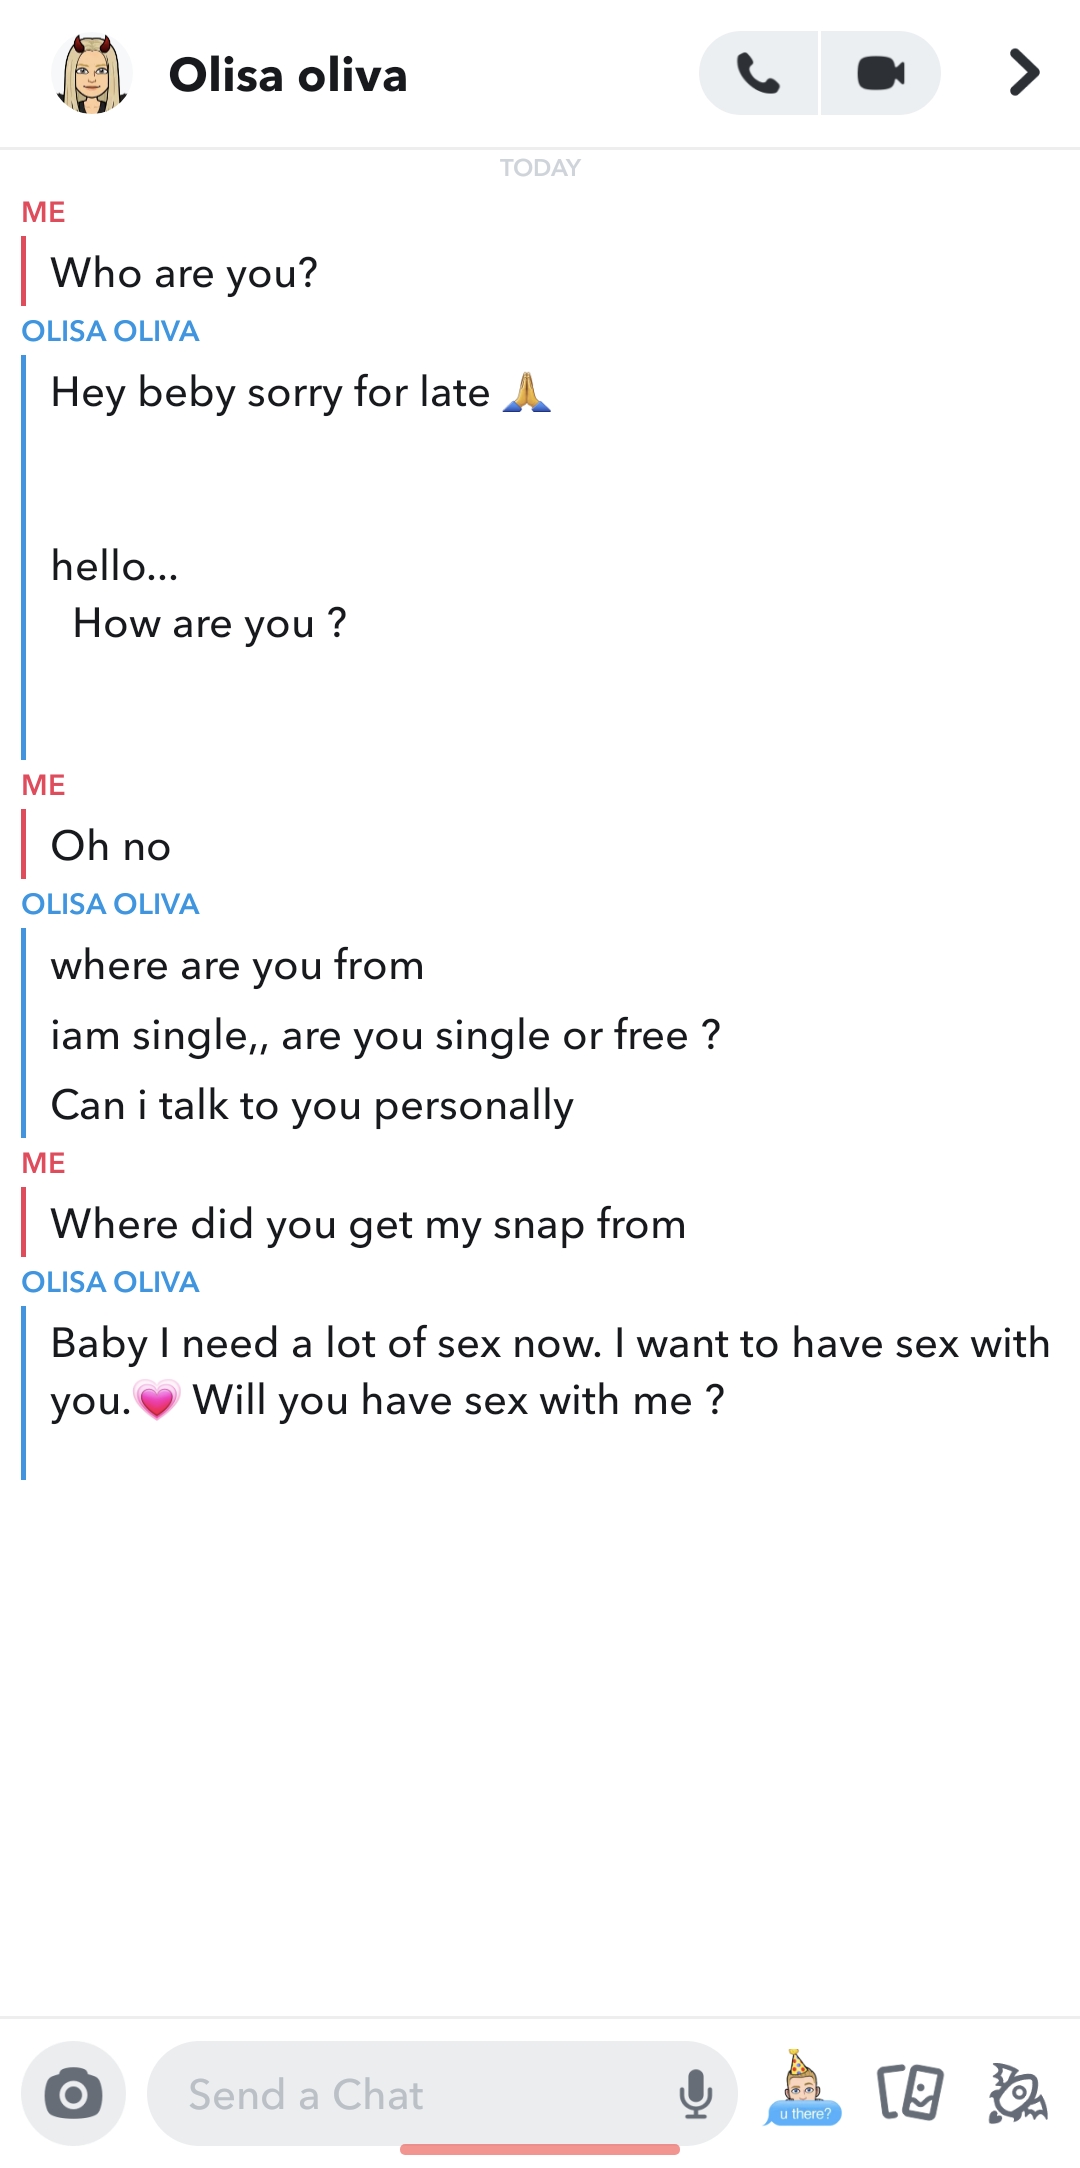 Olisa oliva
TODAY
ME
Who are you?
OLISA OLIVA
Hey beby sorry for late 🙏
hello...
How are you ?
ME
Oh no
OLISA OLIVA
where are you from
iam single,, are you single or free ?
Can i talk to you personally
ME
Where did you get my snap from
OLISA OLIVA
Baby I need a lot of sex now. I want to have sex with
you.💗 Will you have sex with me ?
Send a Chat
u there?